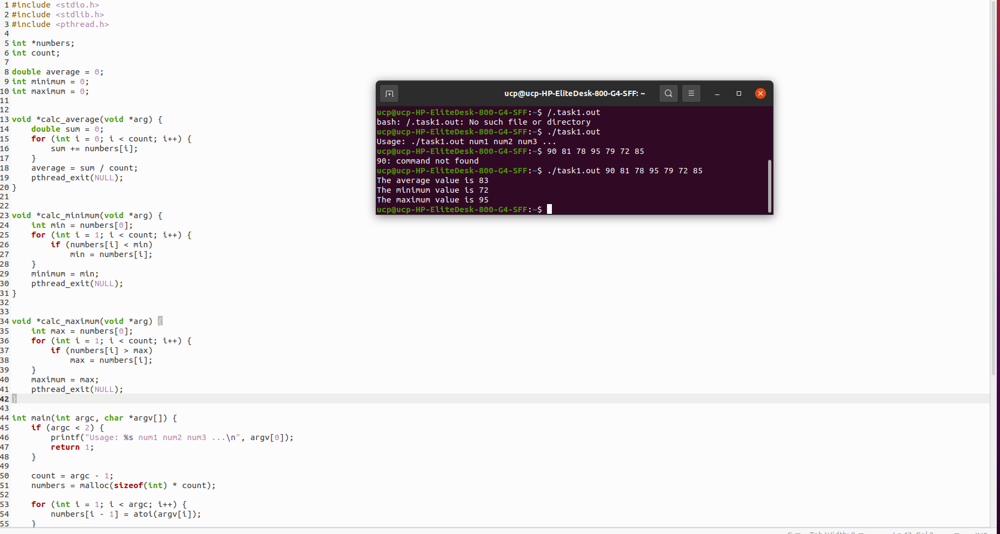 1 #include <stdio.h>
2 #include <stdlib.h>
3 #include <pthread.h>
4
5 int *numbers;
6 int count;
7
8 double average = 0;
9 int minimum = 0;
10 int maximum = 0;
11
12
13 void *calc_average(void *arg) {
14     double sum = 0;
15     for (int i = 0; i < count; i++) {
16         sum += numbers[i];
17     }
18     average = sum / count;
19     pthread_exit(NULL);
20 }
21
22
23 void *calc_minimum(void *arg) {
24     int min = numbers[0];
25     for (int i = 1; i < count; i++) {
26         if (numbers[i] < min)
27             min = numbers[i];
28     }
29     minimum = min;
30     pthread_exit(NULL);
31 }
32
33
34 void *calc_maximum(void *arg) {
35     int max = numbers[0];
36     for (int i = 1; i < count; i++) {
37         if (numbers[i] > max)
38             max = numbers[i];
39     }
40     maximum = max;
41     pthread_exit(NULL);
42 }
43
44 int main(int argc, char *argv[]) {
45     if (argc < 2) {
46         printf("Usage: %s num1 num2 num3 ...\n", argv[0]);
47         return 1;
48     }
49
50     count = argc - 1;
51     numbers = malloc(sizeof(int) * count);
52
53     for (int i = 1; i < argc; i++) {
54         numbers[i - 1] = atoi(argv[i]);
55     }
ucp@ucp-HP-EliteDesk-800-G4-SFF: ~
ucp@ucp-HP-EliteDesk-800-G4-SFF:~$ /.task1.out
bash: /.task1.out: No such file or directory
ucp@ucp-HP-EliteDesk-800-G4-SFF:~$ ./task1.out
Usage: ./task1.out num1 num2 num3 ...
ucp@ucp-HP-EliteDesk-800-G4-SFF:~$ 90 81 78 95 79 72 85
90: command not found
ucp@ucp-HP-EliteDesk-800-G4-SFF:~$ ./task1.out 90 81 78 95 79 72 85
The average value is 83
The minimum value is 72
The maximum value is 95
ucp@ucp-HP-EliteDesk-800-G4-SFF:~$